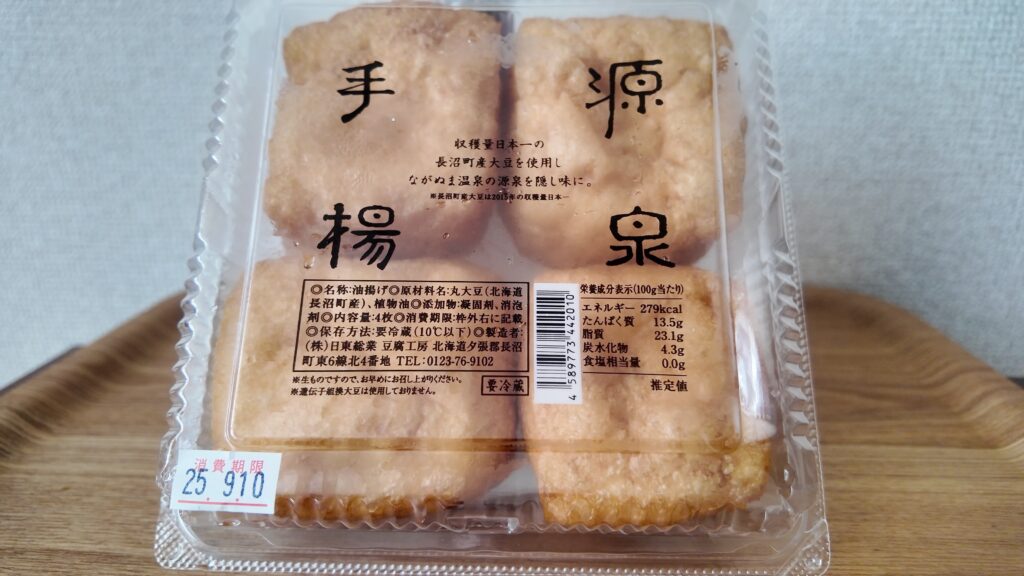 源泉
手揚
収穫量日本一の
長沼町産大豆を使用し
ながぬま温泉の源泉を隠し味に。
※長沼町産大豆は2015年の収穫量日本一
◎名称:油揚げ◎原材料名:丸大豆(北海道
長沼町産)、植物油◎添加物:凝固剤、消泡
剤◎内容量4枚◎消費期限:枠外右に記載
◎保存方法:要冷蔵(10℃以下)◎製造者:
(株)日東総業 豆腐工房 北海道夕張郡長沼
町東6線北4番地 TEL:0123-76-9102
※生ものですので、お早めにお召し上がりください。
※遺伝子組換大豆は使用しておりません。
要冷蔵
4 589773 442010
栄養成分表示(100g当たり)
エネルギー 279kcal
たんぱく質 13.5g
脂質 23.1g
炭水化物 4.3g
食塩相当量 0.0g
推定値
消費期限
25.9.10